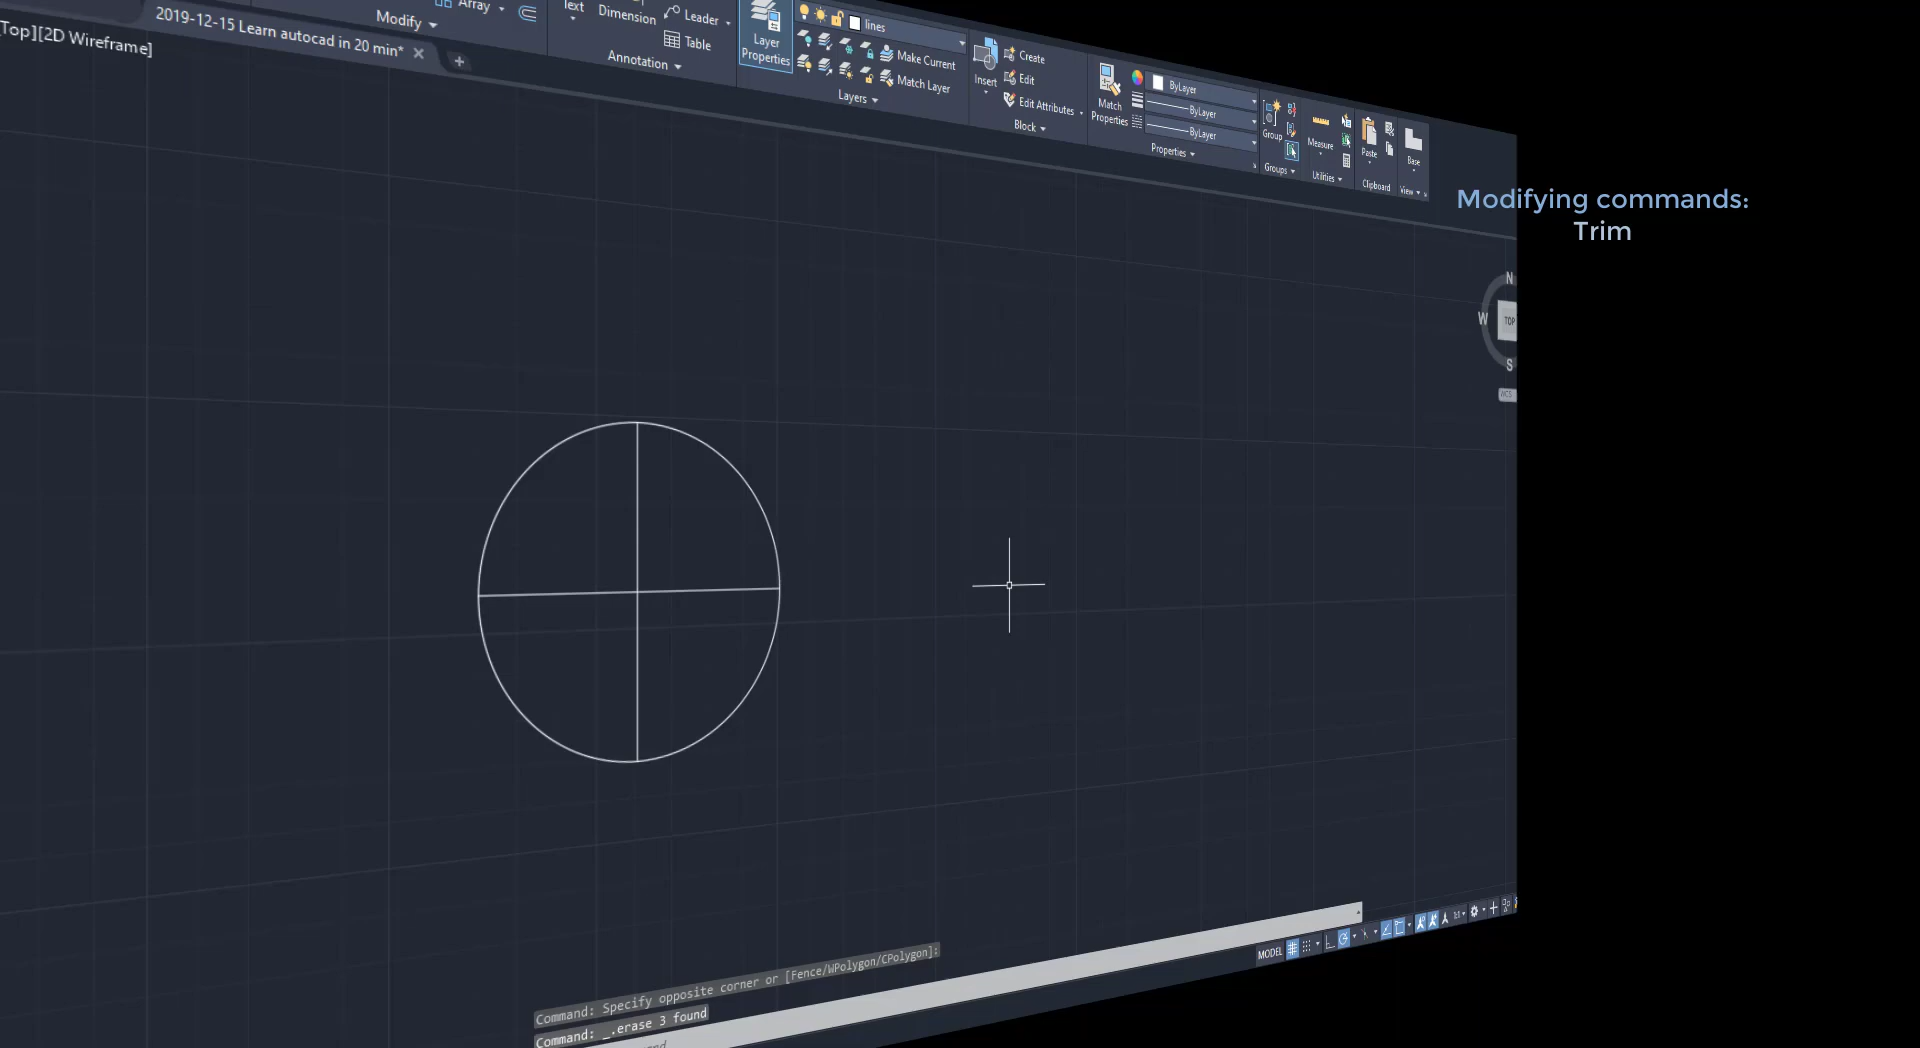 Array
Modify
Text
Dimension
Leader
Table
Annotation
Layer
Properties
lines
Make Current
Match Layer
Layers
Insert
Create
Edit
Edit Attributes
Block
Match
Properties
ByLayer
ByLayer
ByLayer
Properties
Group
Groups
Measure
Utilities
Paste
Clipboard
Base
View
2019-12-15 Learn autocad in 20 min*
Top][2D Wireframe]
Modifying commands:
Trim
N
W
TOP
S
WCS
Command: Specify opposite corner or [Fence/WPolygon/CPolygon]:
Command: _.erase 3 found
MODEL
1:1